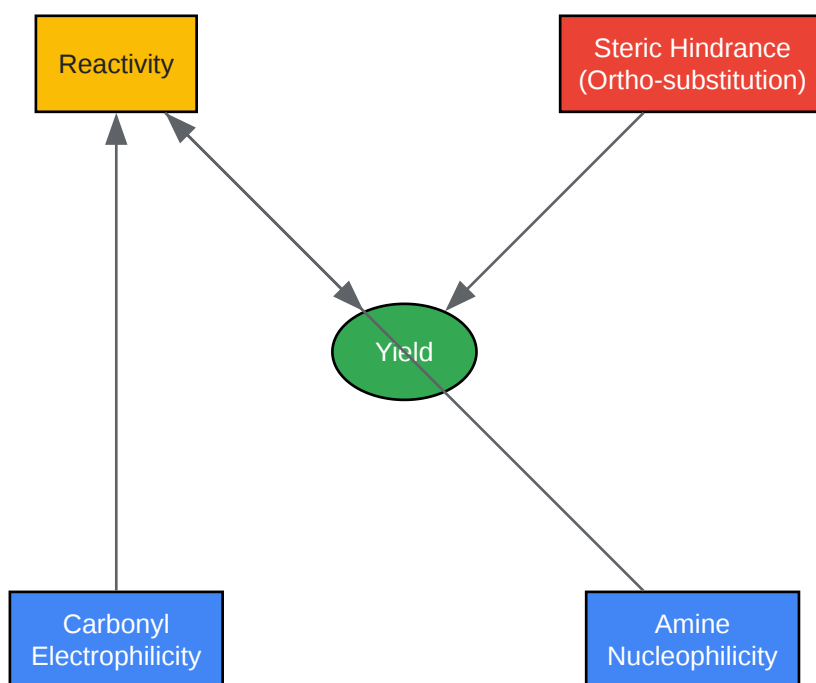 Reactivity
Steric Hindrance
(Ortho-substitution)
Yield
Carbonyl
Electrophilicity
Amine
Nucleophilicity